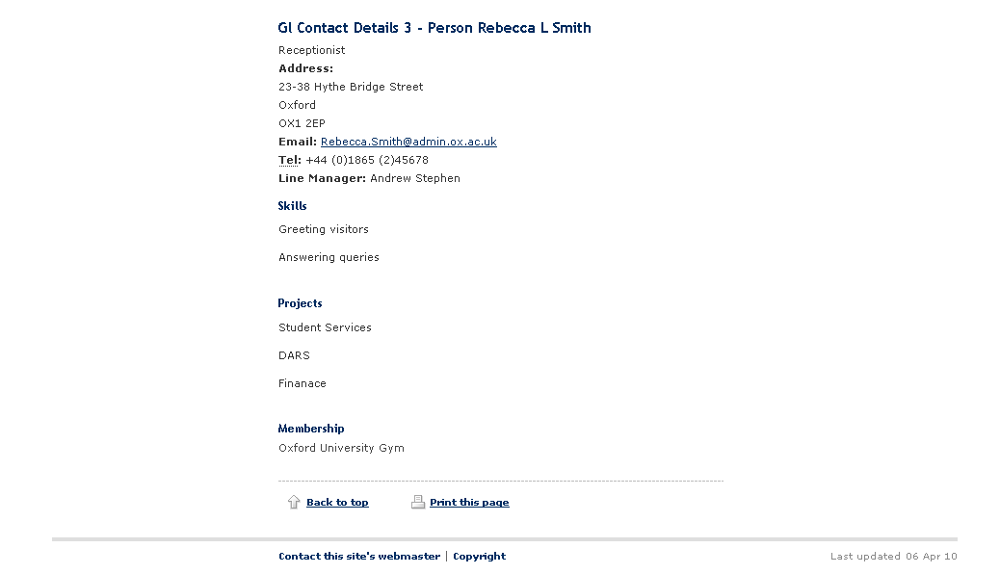 GI Contact Details 3 - Person Rebecca L Smith
Receptionist
Address:
23-38 Hythe Bridge Street
Oxford
OX1 2EP
Email: Rebecca.Smith@admin.ox.ac.uk
Tel: +44 (0)1865 (2)45678
Line Manager: Andrew Stephen
Skills
Greeting visitors
Answering queries
Projects
Student Services
DARS
Finanace
Membership
Oxford University Gym
Back to top Print this page
Contact this site's webmaster | Copyright Last updated 06 Apr 10